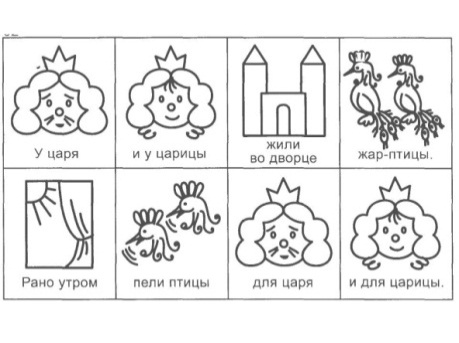 У царя
и у царицы
жили
во дворце
жар-птицы.
Рано утром
пели птицы
для царя
и для царицы.